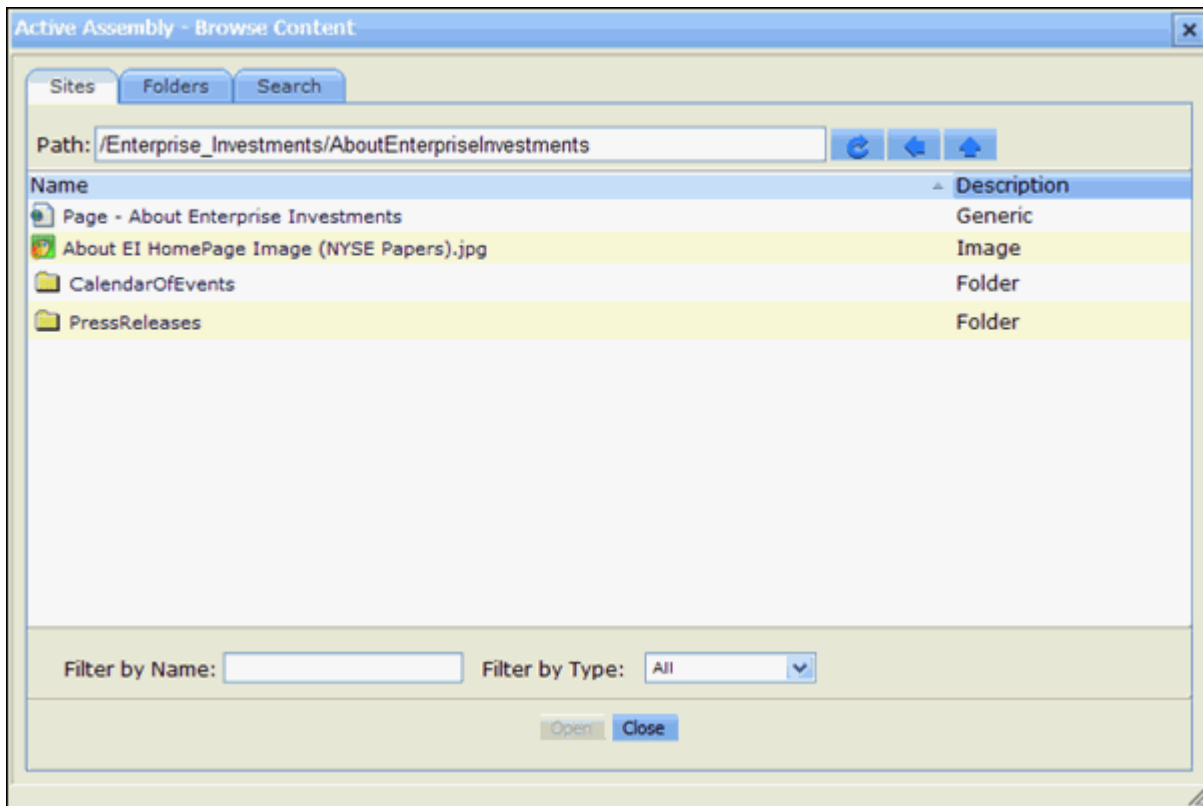 Active Assembly - Browse Content
Sites Folders Search
Path: /Enterprise_Investments/AboutEnterpriseInvestments
Name Description
Page - About Enterprise Investments Generic
About EI HomePage Image (NYSE Papers).jpg Image
CalendarOfEvents Folder
PressReleases Folder
Filter by Name: Filter by Type: All
Open Close